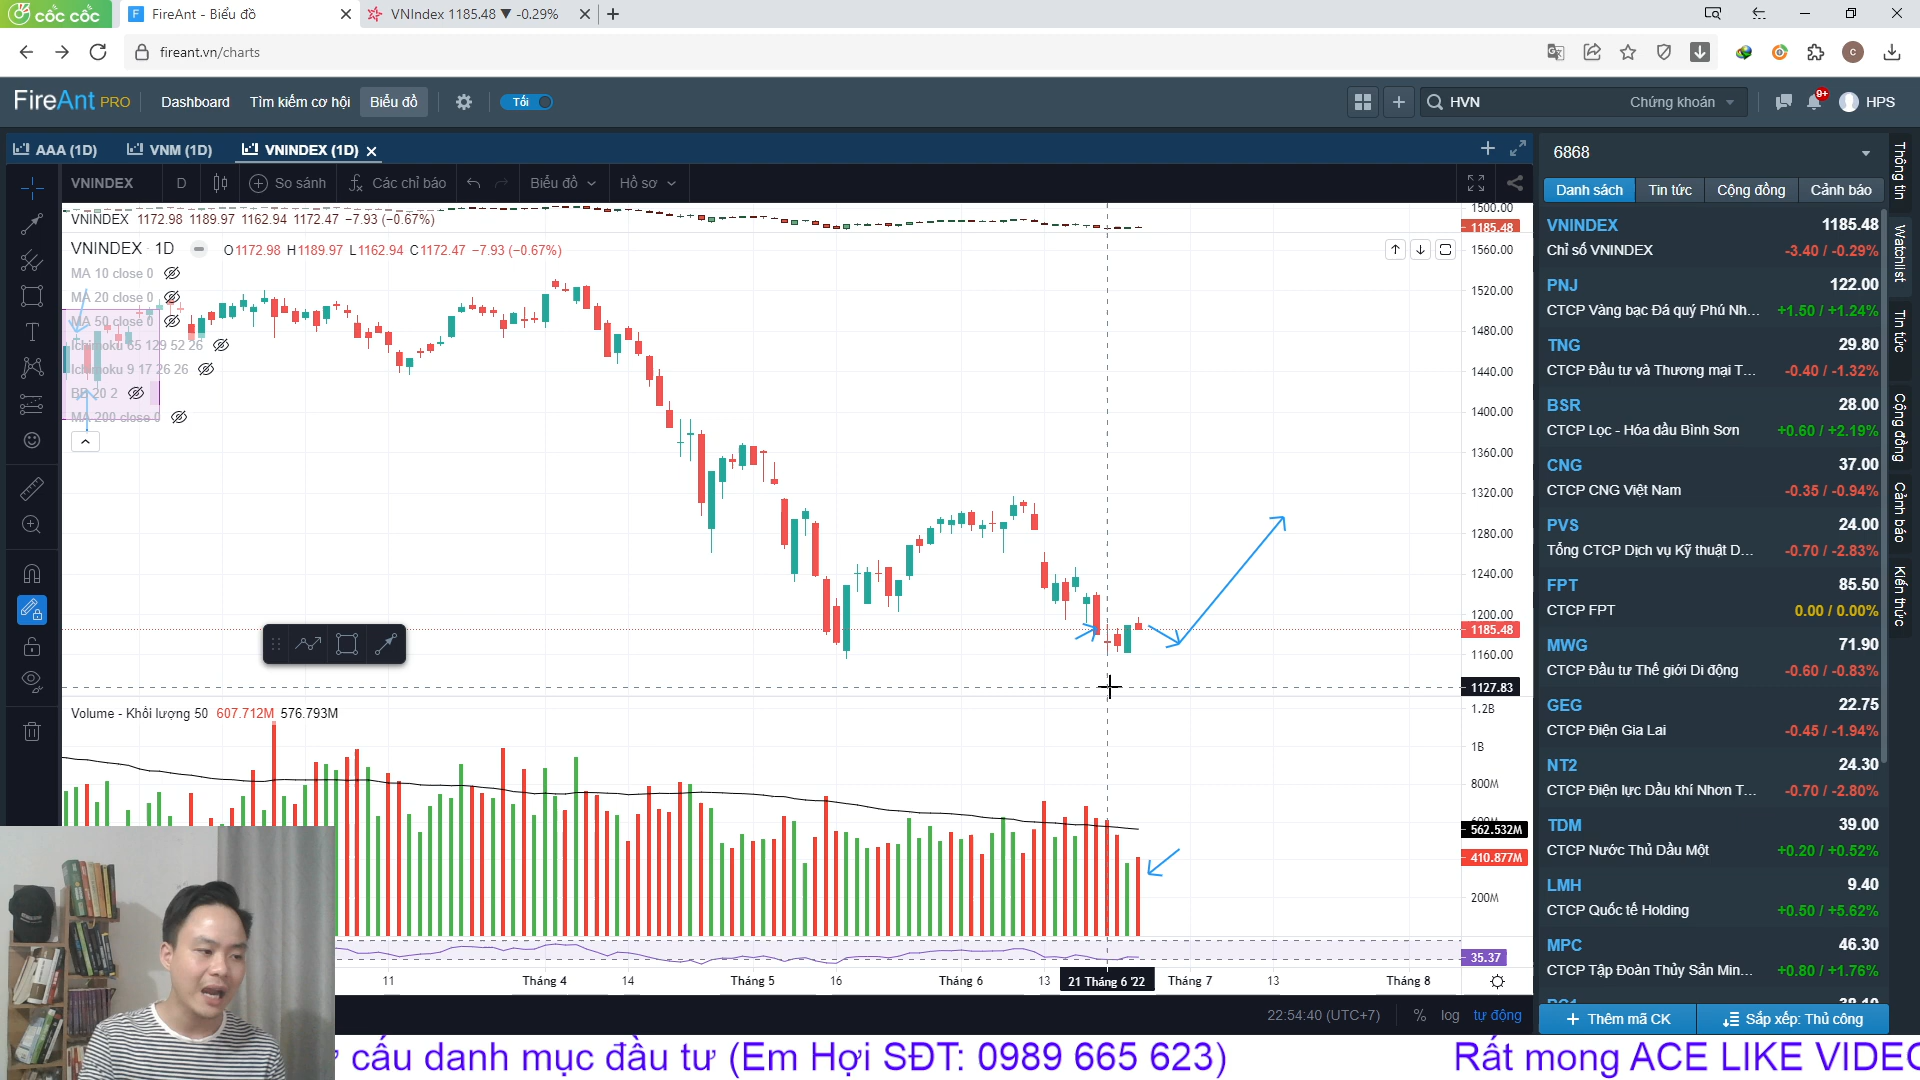 cốc cốc
FireAnt - Biểu đồ
VNIndex 1185.48 ▼ -0.29%
fireant.vn/charts
FireAnt PRO
Dashboard
Tìm kiếm cơ hội
Biểu đồ
Tối
HVN
Chứng khoán
9+
HPS
AAA (1D)
VNM (1D)
VNINDEX (1D)
VNINDEX
D
So sánh
Các chỉ báo
Biểu đồ
Hồ sơ
VNINDEX 1172.98 1189.97 1162.94 1172.47 −7.93 (−0.67%)
VNINDEX 1D
O1172.98 H1189.97 L1162.94 C1172.47 −7.93 (−0.67%)
MA 10 close 0
MA 20 close 0
MA 50 close 0
Ichimoku 65 129 52 26
Ichimoku 9 17 26 26
BB 20 2
MA 200 close 0
1500.00
1185.48
1560.00
1520.00
1480.00
1440.00
1400.00
1360.00
1320.00
1280.00
1240.00
1200.00
1185.48
1160.00
1127.83
Volume - Khối lượng 50 607.712M 576.793M
1.2B
1B
800M
600M
562.532M
410.877M
200M
35.37
11
Tháng 4
14
Tháng 5
16
Tháng 6
13
21 Tháng 6 '22
Tháng 7
13
Tháng 8
22:54:40 (UTC+7)
%
log
tự động
6868
Danh sách
Tin tức
Cộng đồng
Cảnh báo
VNINDEX 1185.48
Chỉ số VNINDEX -3.40 / -0.29%
PNJ 122.00
CTCP Vàng bạc Đá quý Phú Nh... +1.50 / +1.24%
TNG 29.80
CTCP Đầu tư và Thương mại T... -0.40 / -1.32%
BSR 28.00
CTCP Lọc - Hóa dầu Bình Sơn +0.60 / +2.19%
CNG 37.00
CTCP CNG Việt Nam -0.35 / -0.94%
PVS 24.00
Tổng CTCP Dịch vụ Kỹ thuật D... -0.70 / -2.83%
FPT 85.50
CTCP FPT 0.00 / 0.00%
MWG 71.90
CTCP Đầu tư Thế giới Di động -0.60 / -0.83%
GEG 22.75
CTCP Điện Gia Lai -0.45 / -1.94%
NT2 24.30
CTCP Điện lực Dầu khí Nhơn T... -0.70 / -2.80%
TDM 39.00
CTCP Nước Thủ Dầu Một +0.20 / +0.52%
LMH 9.40
CTCP Quốc tế Holding +0.50 / +5.62%
MPC 46.30
CTCP Tập Đoàn Thủy Sản Min... +0.80 / +1.76%
Thêm mã CK
Sắp xếp: Thủ công
Thông tin
Watchlist
Tin tức
Cộng đồng
Cảnh báo
Kiến thức
cấu danh mục đầu tư (Em Hợi SĐT: 0989 665 623)
Rất mong ACE LIKE VIDEO